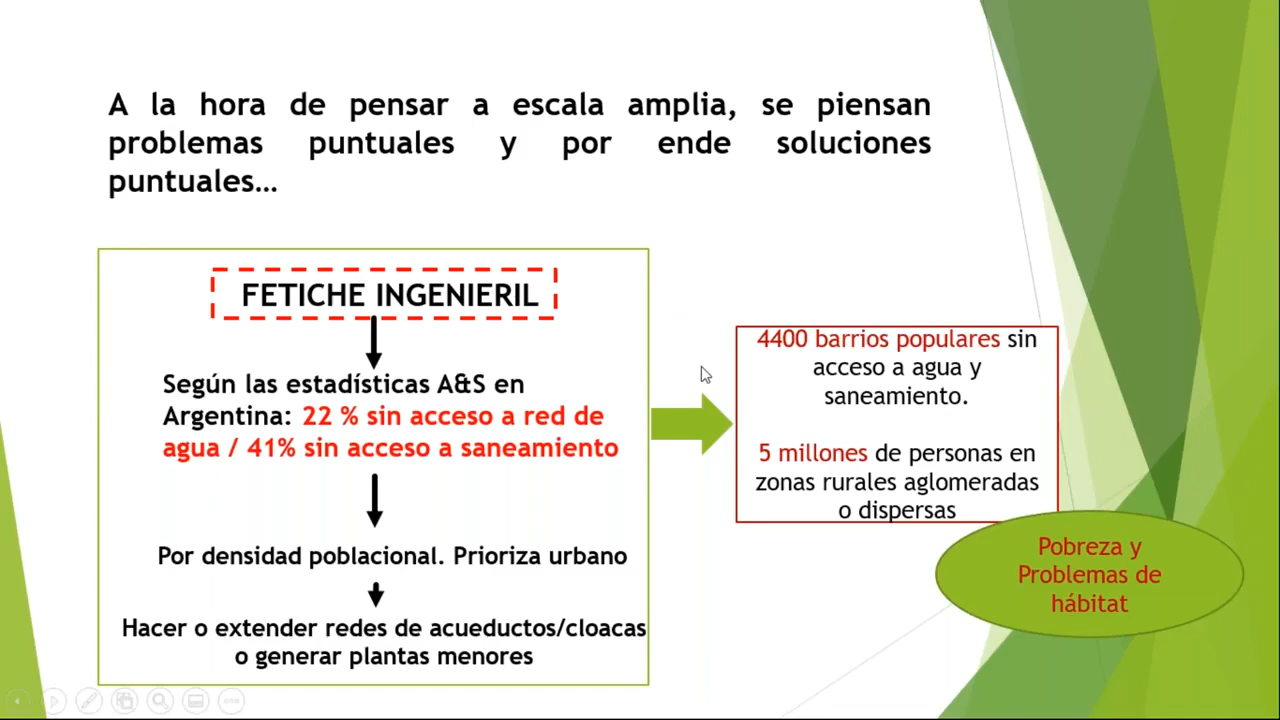 A la hora de pensar a escala amplia, se piensan
problemas puntuales y por ende soluciones
puntuales…
FETICHE INGENIERIL
Según las estadísticas A&S en
Argentina: 22 % sin acceso a red de
agua / 41% sin acceso a saneamiento
Por densidad poblacional. Prioriza urbano
Hacer o extender redes de acueductos/cloacas
o generar plantas menores
4400 barrios populares sin
acceso a agua y
saneamiento.
5 millones de personas en
zonas rurales aglomeradas
o dispersas
Pobreza y
Problemas de
hábitat